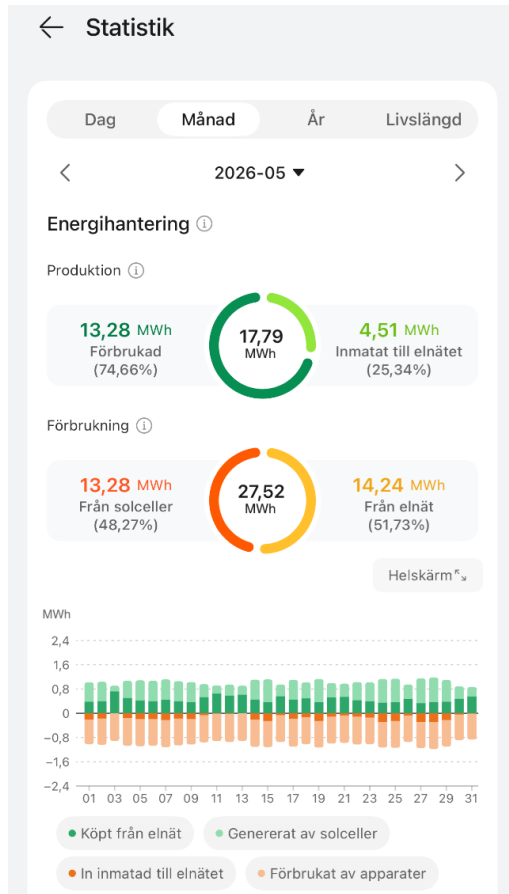 Statistik
Dag Månad År Livslängd
2026-05
Energihantering
Produktion
13,28 MWh
Förbrukad
(74,66%)
17,79
MWh
4,51 MWh
Inmatat till elnätet
(25,34%)
Förbrukning
13,28 MWh
Från solceller
(48,27%)
27,52
MWh
14,24 MWh
Från elnät
(51,73%)
Helskärm
MWh
2,4
1,6
0,8
0
−0,8
−1,6
−2,4
01 03 05 07 09 11 13 15 17 19 21 23 25 27 29 31
Köpt från elnät
Genererat av solceller
In inmatad till elnätet
Förbrukat av apparater